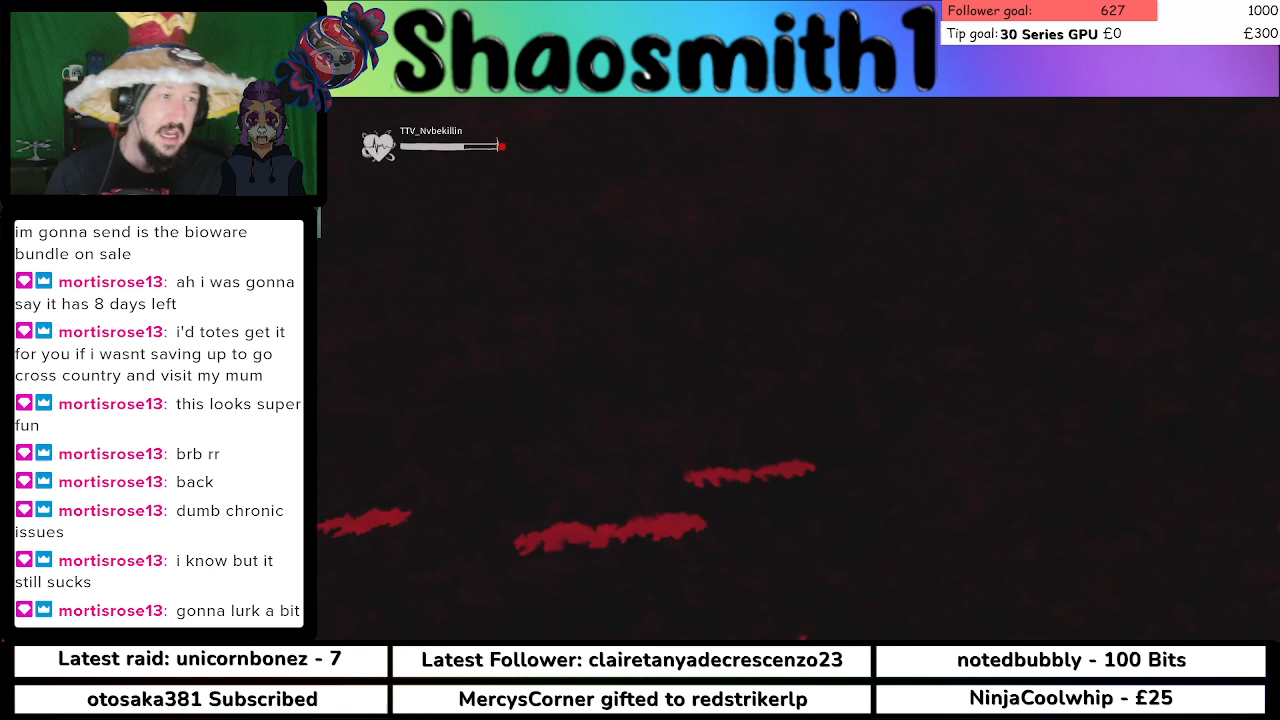 Shaosmith1
Follower goal: 627 1000
Tip goal: 30 Series GPU £0 £300
TTV_Nvbekillin
im gonna send is the bioware
bundle on sale
mortisrose13: ah i was gonna
say it has 8 days left
mortisrose13: i'd totes get it
for you if i wasnt saving up to go
cross country and visit my mum
mortisrose13: this looks super
fun
mortisrose13: brb rr
mortisrose13: back
mortisrose13: dumb chronic
issues
mortisrose13: i know but it
still sucks
mortisrose13: gonna lurk a bit
Latest raid: unicornbonez - 7
Latest Follower: clairetanyadecrescenzo23
notedbubbly - 100 Bits
otosaka381 Subscribed
MercysCorner gifted to redstrikerlp
NinjaCoolwhip - £25